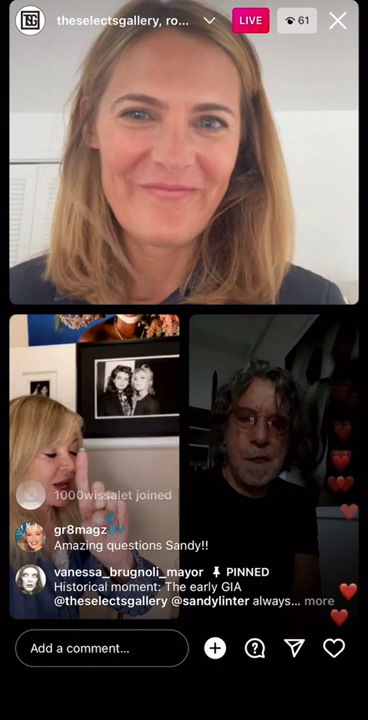 TSG theselectsgallery, ro... LIVE 61
1000wissalet joined
gr8magz
Amazing questions Sandy!!
vanessa_brugnoli_mayor PINNED
Historical moment: The early GIA
@theselectsgallery @sandylinter always... more
Add a comment...